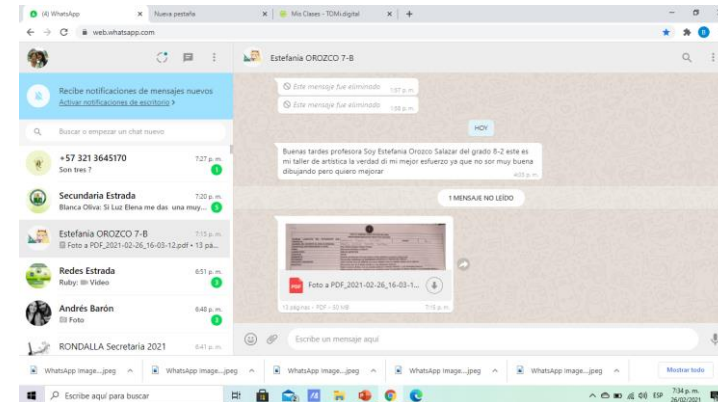 (4) WhatsApp
Nueva pestaña
Mis Clases - TOMi.digital
web.whatsapp.com
Recibe notificaciones de mensajes nuevos
Activar notificaciones de escritorio >
Buscar o empezar un chat nuevo
+57 321 3645170
7:27 p. m.
Son tres ?
Secundaria Estrada
7:20 p. m.
Blanca Oliva: Si Luz Elena me das una muy...
Estefania OROZCO 7-B
7:15 p. m.
Foto a PDF_2021-02-26_16-03-12.pdf • 13 pá...
Redes Estrada
6:51 p. m.
Ruby: Video
Andrés Barón
6:48 p. m.
Foto
RONDALLA Secretaria 2021
6:41 p. m.
Estefania OROZCO 7-B
Este mensaje fue eliminado
1:57 p. m.
Este mensaje fue eliminado
1:58 p. m.
HOY
Buenas tardes profesora Soy Estefania Orozco Salazar del grado 8-2 este es
mi taller de artística la verdad di mi mejor esfuerzo ya que no sor muy buena
dibujando pero quiero mejorar
4:03 p. m.
1 MENSAJE NO LEÍDO
Foto a PDF_2021-02-26_16-03-1...
13 páginas • PDF • 50 MB
7:15 p. m.
Escribe un mensaje aquí
WhatsApp Image...jpeg
WhatsApp Image...jpeg
WhatsApp Image...jpeg
WhatsApp Image...jpeg
WhatsApp Image...jpeg
Mostrar todo
Escribe aquí para buscar
ESP
7:34 p. m.
26/02/2021